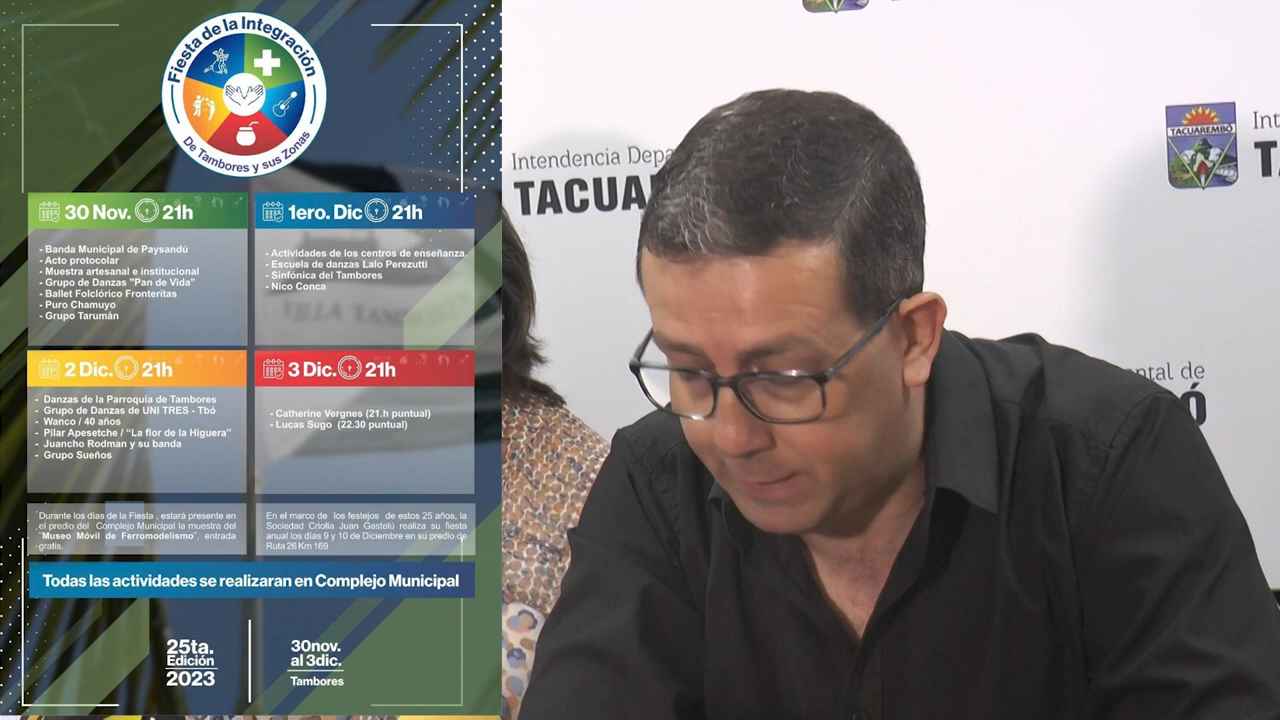 Fiesta de la Integración
De Tambores y sus Zonas
30 Nov. 21h
- Banda Municipal de Paysandú
- Acto protocolar
- Muestra artesanal e institucional
- Grupo de Danzas "Pan de Vida"
- Ballet Folclórico Fronteritas
- Puro Chamuyo
- Grupo Tarumán
1ero. Dic 21h
- Actividades de los centros de enseñanza.
- Escuela de danzas Lalo Perezutti
- Sinfónica del Tambores
- Nico Conca
VILLA TAMBORES
2 Dic. 21h
- Danzas de la Parroquia de Tambores
- Grupo de Danzas de UNI TRES - Tbó
- Wanco / 40 años
- Pilar Apesetche / “La flor de la Higuera”
- Juancho Rodman y su banda
- Grupo Sueños
3 Dic. 21h
- Catherine Vergnes (21.h puntual)
- Lucas Sugo (22.30 puntual)
Durante los días de la Fiesta , estará presente en
el predio del Complejo Municipal la muestra del
"Museo Móvil de Ferromodelismo", entrada
gratis.
En el marco de los festejos de estos 25 años, la
Sociedad Criolla Juan Gastelú realiza su fiesta
anual los días 9 y 10 de Diciembre en su predio de
Ruta 26 Km 169
Todas las actividades se realizaran en Complejo Municipal
25ta.
Edición
2023
30nov.
al 3dic.
Tambores
Intendencia Depa
TACUA
TACUAREMBÓ
Int
TA
ental de
Ó